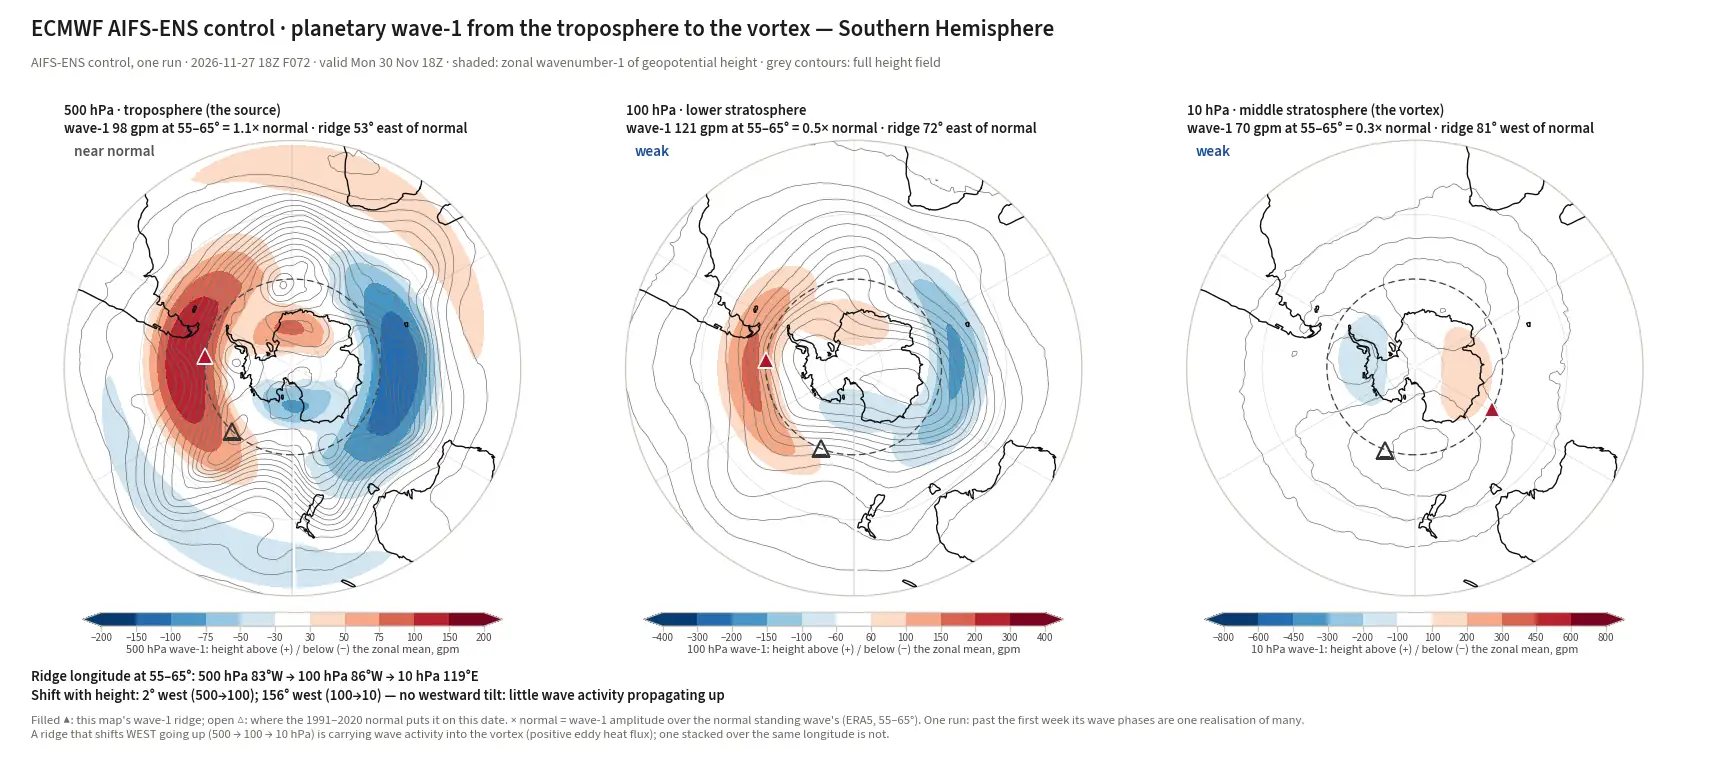 ECMWF AIFS-ENS control · planetary wave-1 from the troposphere to the vortex — Southern Hemisphere
AIFS-ENS control, one run · 2026-11-27 18Z F072 · valid Mon 30 Nov 18Z · shaded: zonal wavenumber-1 of geopotential height · grey contours: full height field
500 hPa · troposphere (the source)
wave-1 98 gpm at 55–65° = 1.1× normal · ridge 53° east of normal
near normal
100 hPa · lower stratosphere
wave-1 121 gpm at 55–65° = 0.5× normal · ridge 72° east of normal
weak
10 hPa · middle stratosphere (the vortex)
wave-1 70 gpm at 55–65° = 0.3× normal · ridge 81° west of normal
weak
−200 −150 −100 −75 −50 −30 30 50 75 100 150 200
500 hPa wave-1: height above (+) / below (−) the zonal mean, gpm
−400 −300 −200 −150 −100 −60 60 100 150 200 300 400
100 hPa wave-1: height above (+) / below (−) the zonal mean, gpm
−800 −600 −450 −300 −200 −100 100 200 300 450 600 800
10 hPa wave-1: height above (+) / below (−) the zonal mean, gpm
Ridge longitude at 55–65°: 500 hPa 83°W → 100 hPa 86°W → 10 hPa 119°E
Shift with height: 2° west (500→100); 156° west (100→10) — no westward tilt: little wave activity propagating up
Filled ▲: this map's wave-1 ridge; open △: where the 1991–2020 normal puts it on this date. × normal = wave-1 amplitude over the normal standing wave's (ERA5, 55–65°). One run: past the first week its wave phases are one realisation of many.
A ridge that shifts WEST going up (500 → 100 → 10 hPa) is carrying wave activity into the vortex (positive eddy heat flux); one stacked over the same longitude is not.